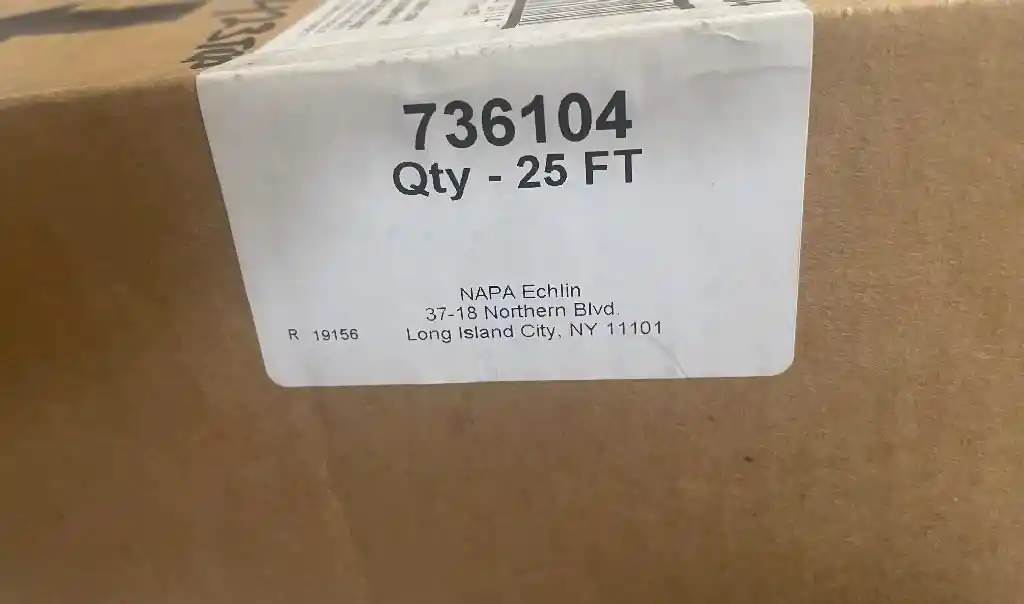 736104
Qty - 25 FT
NAPA Echlin
37-18 Northern Blvd.
R 19156 Long Island City, NY 11101